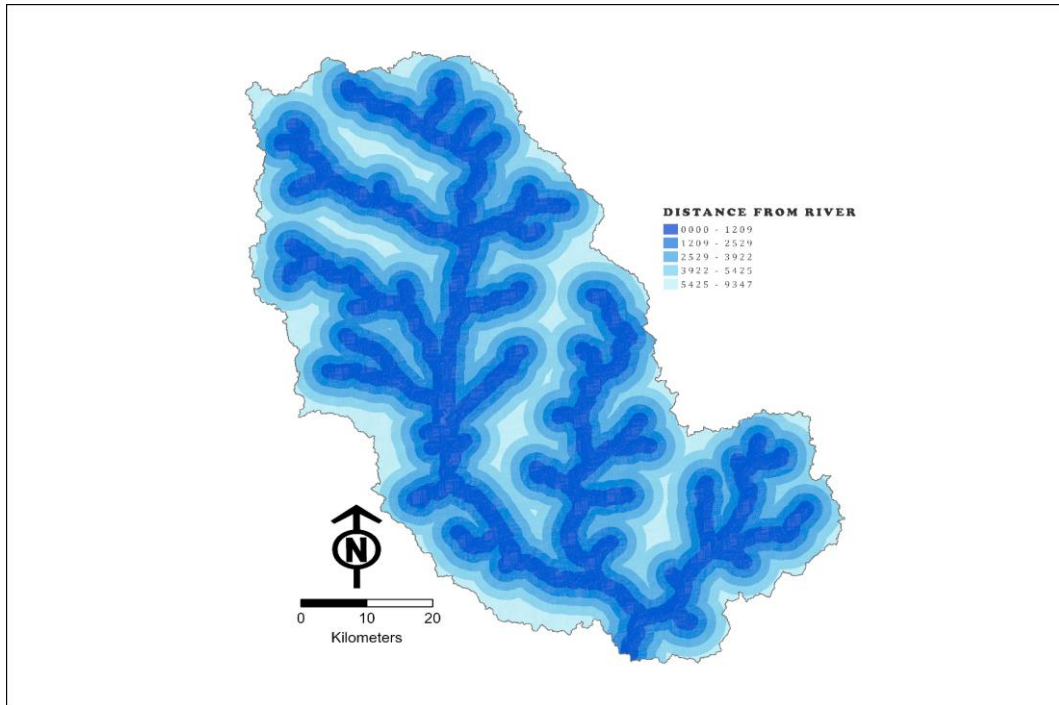 DISTANCE FROM RIVER
0000 - 1209
1209 - 2529
2529 - 3922
3922 - 5425
5425 - 9347
N
0 10 20
Kilometers